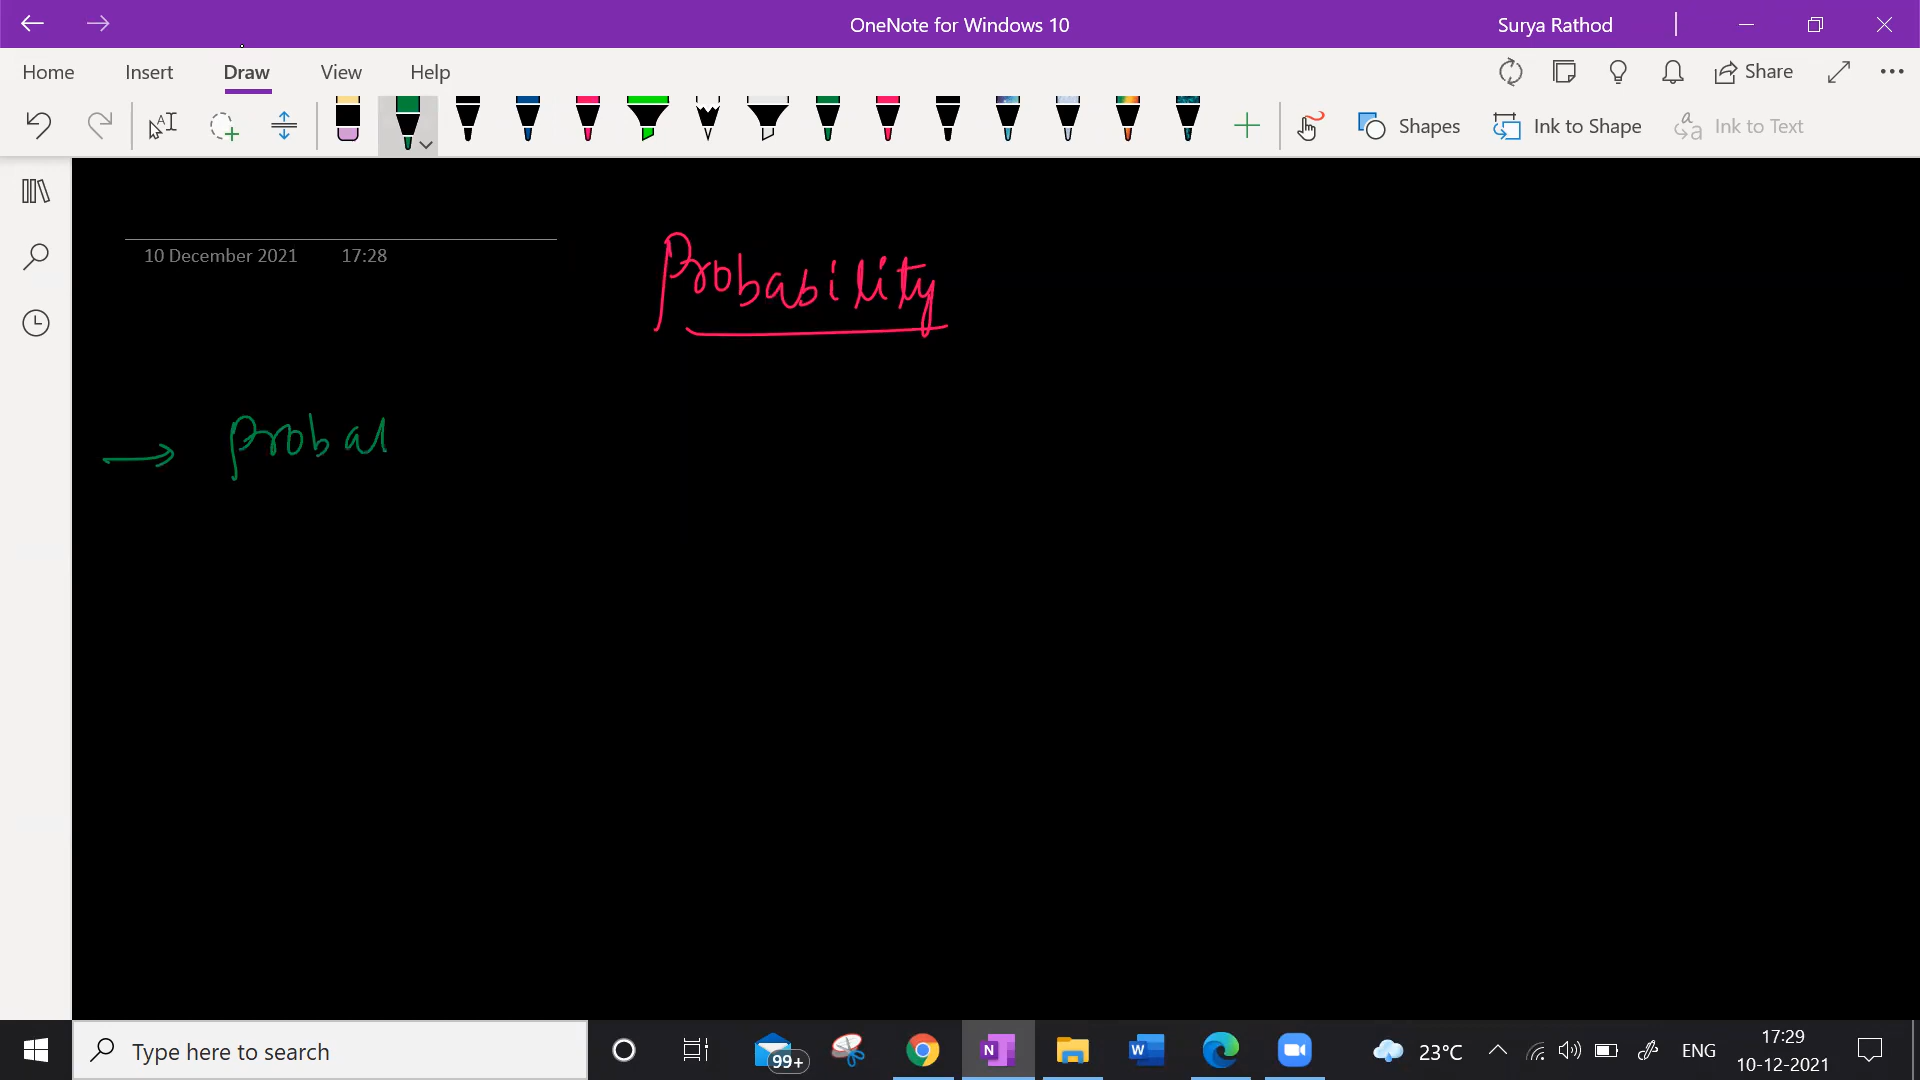 OneNote for Windows 10 Surya Rathod
Home Insert Draw View Help Share
Shapes Ink to Shape Ink to Text
10 December 2021 17:28
Probability
→ Probal
Type here to search 99+ 23°C ENG 17:29
10-12-2021